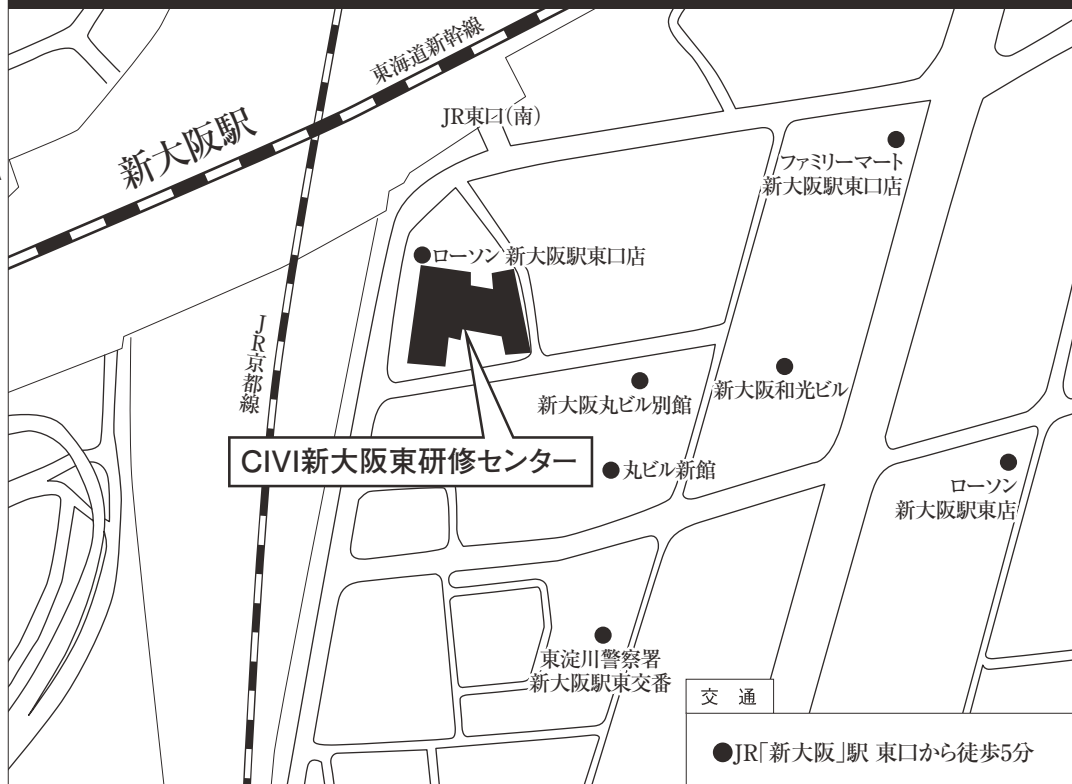 東海道新幹線
新大阪駅
JR東口(南)
ファミリーマート
新大阪駅東口店
ローソン 新大阪駅東口店
JR京都線
新大阪丸ビル別館
新大阪和光ビル
CIVI新大阪東研修センター
丸ビル新館
ローソン
新大阪駅東店
東淀川警察署
新大阪駅東交番
交 通
●JR「新大阪」駅 東口から徒歩5分